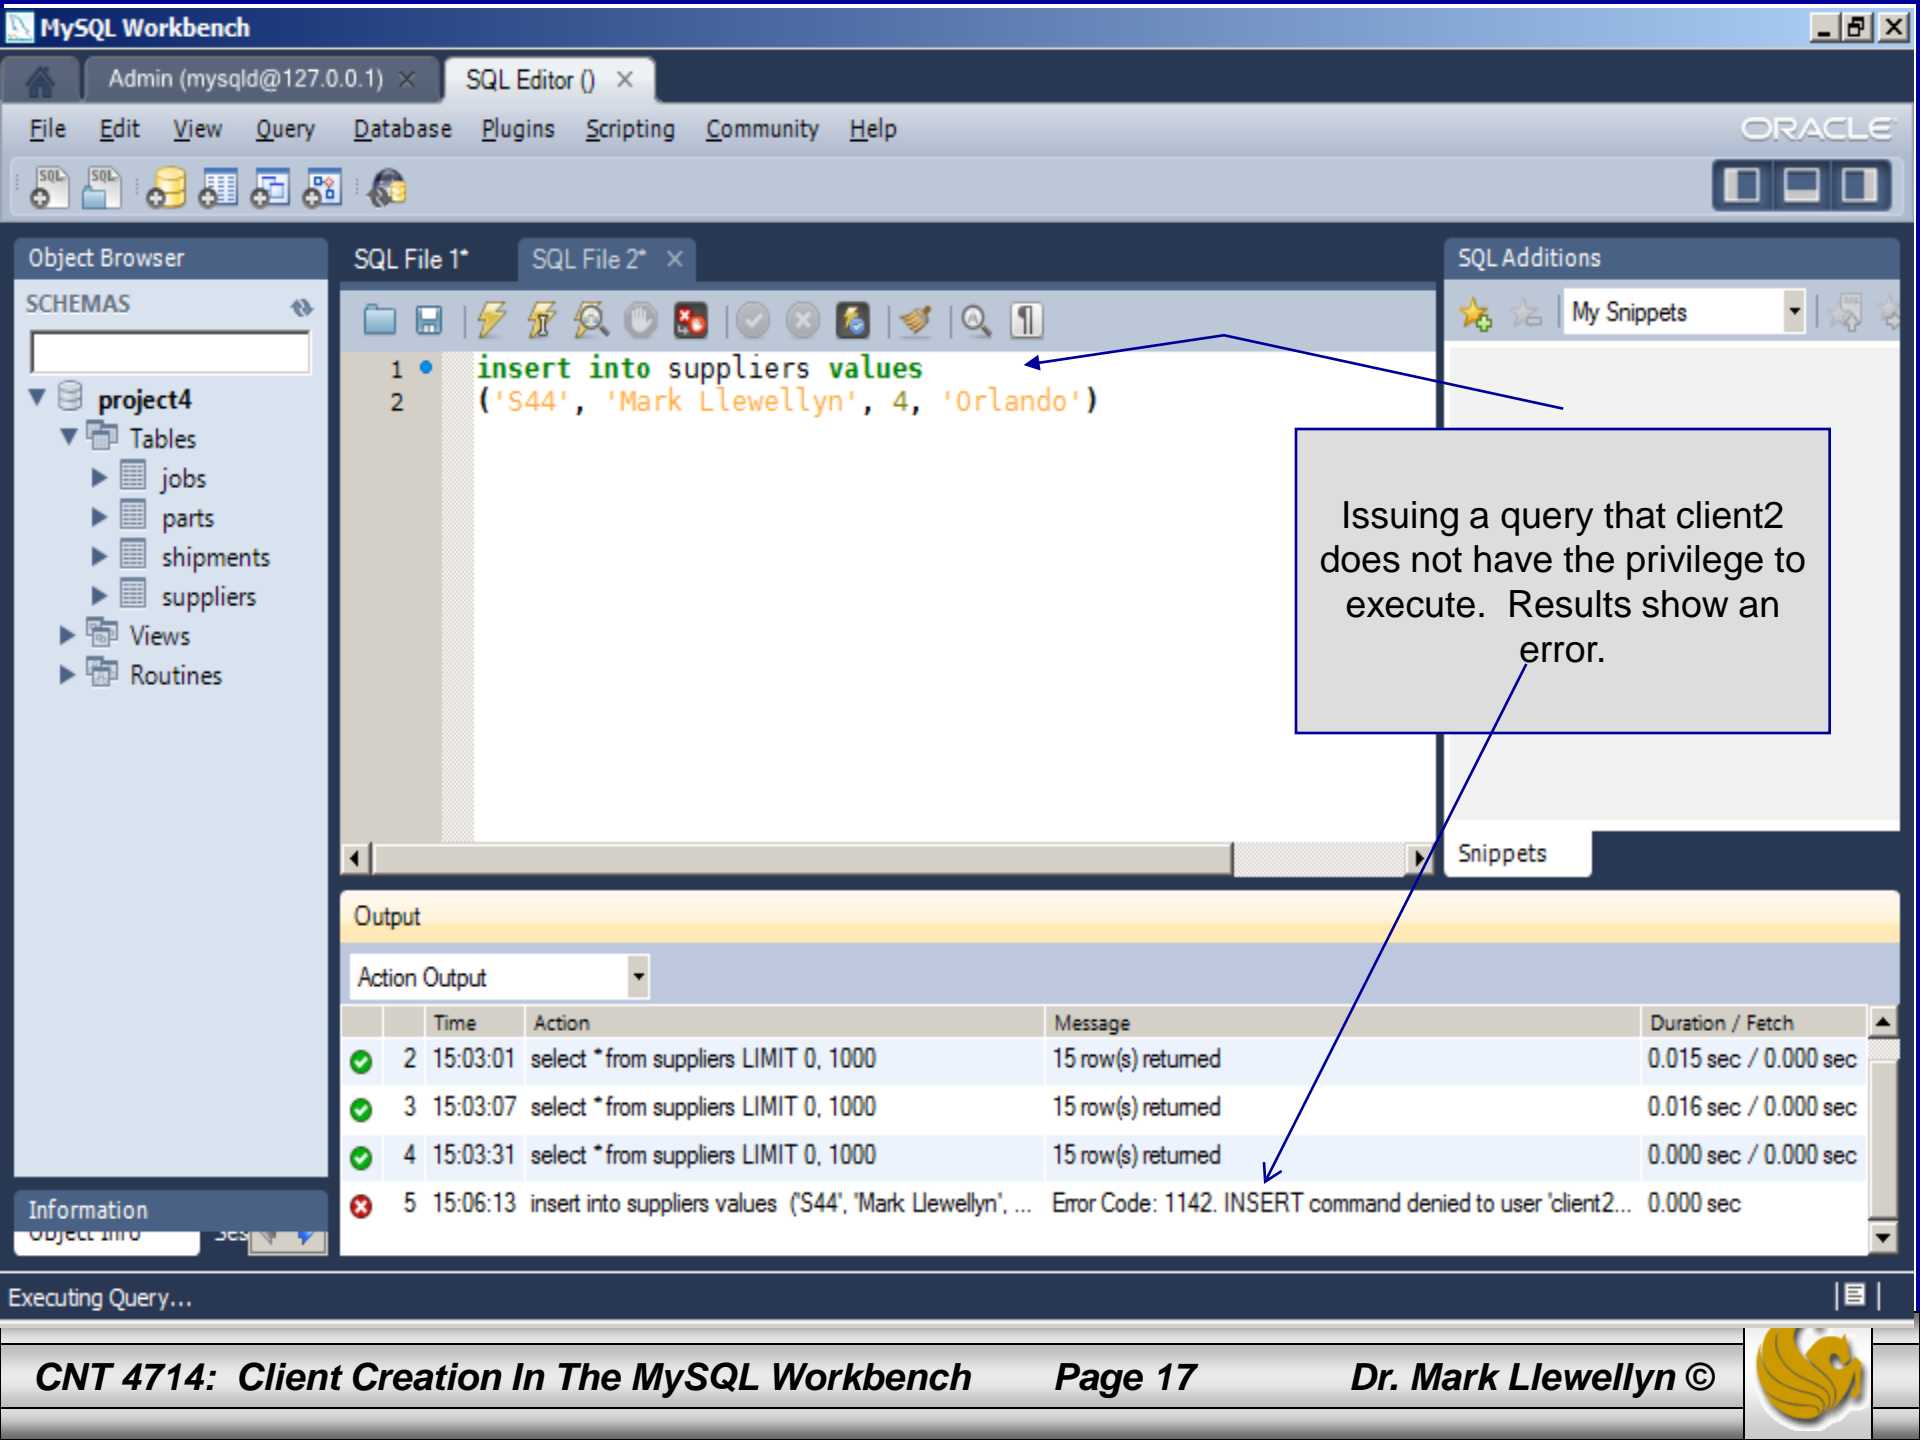 MySQL Workbench
Admin (mysqld@127.0.0.1) ×
SQL Editor () ×
File Edit View Query Database Plugins Scripting Community Help
ORACLE
SQL SQL
Object Browser
SCHEMAS
project4
Tables
jobs
parts
shipments
suppliers
Views
Routines
SQL File 1*
SQL File 2* ×
1 insert into suppliers values
2 ('S44', 'Mark Llewellyn', 4, 'Orlando')
SQL Additions
My Snippets
Issuing a query that client2
does not have the privilege to
execute. Results show an
error.
Snippets
Output
Action Output
Time Action Message Duration / Fetch
2 15:03:01 select * from suppliers LIMIT 0, 1000 15 row(s) returned 0.015 sec / 0.000 sec
3 15:03:07 select * from suppliers LIMIT 0, 1000 15 row(s) returned 0.016 sec / 0.000 sec
4 15:03:31 select * from suppliers LIMIT 0, 1000 15 row(s) returned 0.000 sec / 0.000 sec
5 15:06:13 insert into suppliers values ('S44', 'Mark Llewellyn', ... Error Code: 1142. INSERT command denied to user 'client2... 0.000 sec
Information
Object Info Ses
Executing Query...
CNT 4714: Client Creation In The MySQL Workbench Page 17 Dr. Mark Llewellyn ©